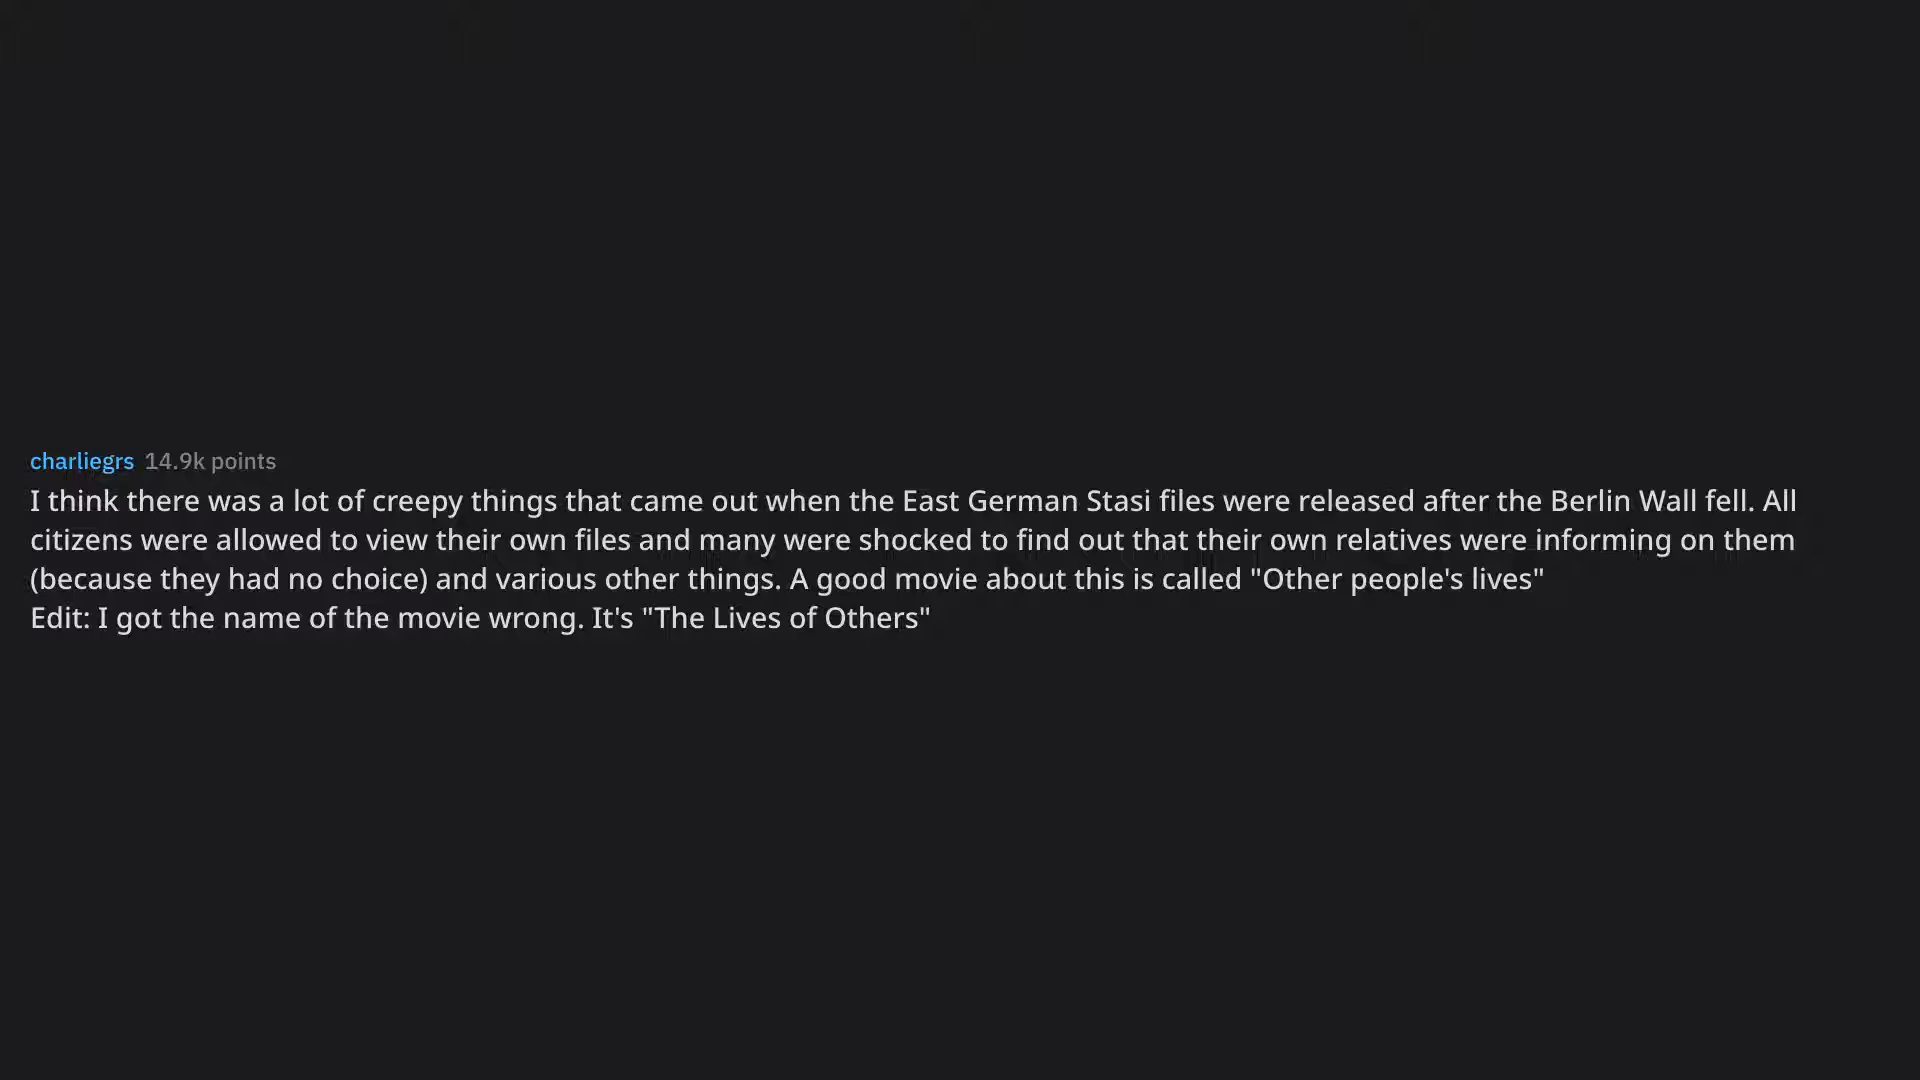 charliegrs 14.9k points
I think there was a lot of creepy things that came out when the East German Stasi files were released after the Berlin Wall fell. All
citizens were allowed to view their own files and many were shocked to find out that their own relatives were informing on them
(because they had no choice) and various other things. A good movie about this is called "Other people's lives"
Edit: I got the name of the movie wrong. It's "The Lives of Others"